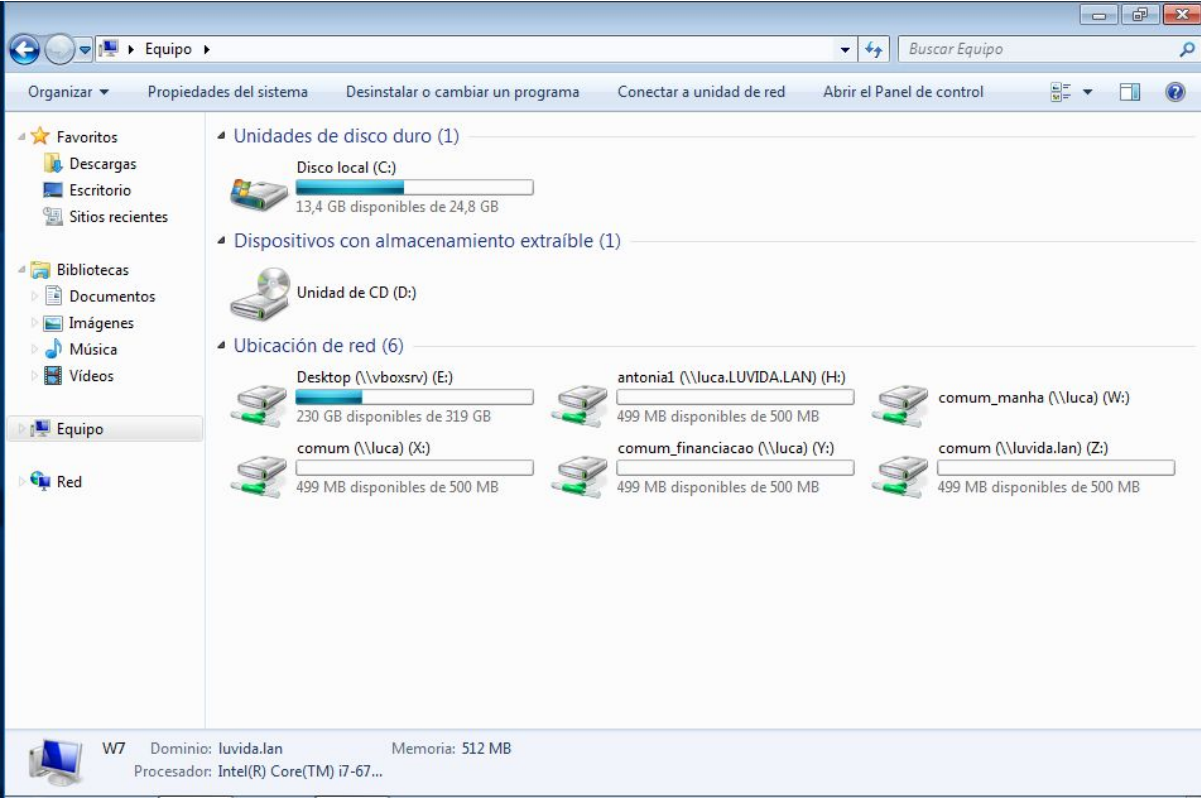 Equipo
Buscar Equipo
Organizar Propiedades del sistema Desinstalar o cambiar un programa Conectar a unidad de red Abrir el Panel de control
Favoritos
Descargas
Escritorio
Sitios recientes
Bibliotecas
Documentos
Imágenes
Música
Vídeos
Equipo
Red
Unidades de disco duro (1)
Disco local (C:)
13,4 GB disponibles de 24,8 GB
Dispositivos con almacenamiento extraíble (1)
Unidad de CD (D:)
Ubicación de red (6)
Desktop (\\vboxsrv) (E:)
230 GB disponibles de 319 GB
antonia1 (\\luca.LUVIDA.LAN) (H:)
499 MB disponibles de 500 MB
comum_manha (\\luca) (W:)
comum (\\luca) (X:)
499 MB disponibles de 500 MB
comum_financiacao (\\luca) (Y:)
499 MB disponibles de 500 MB
comum (\\luvida.lan) (Z:)
499 MB disponibles de 500 MB
W7 Dominio: luvida.lan Memoria: 512 MB
Procesador: Intel(R) Core(TM) i7-67...